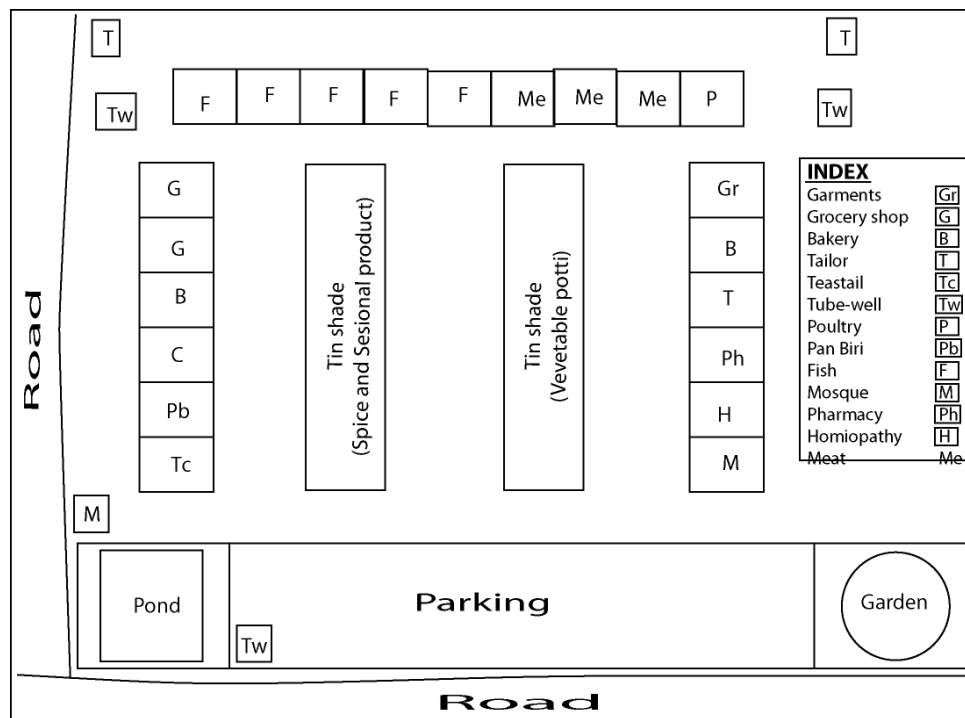 T
T
Tw
F
F
F
F
F
Me
Me
Me
P
Tw
G
G
B
C
Pb
Tc
Tin shade
(Spice and Sesional product)
Tin shade
(Vevetable potti)
Gr
B
T
Ph
H
M
INDEX
Garments Gr
Grocery shop G
Bakery B
Tailor T
Teastail Tc
Tube-well Tw
Poultry P
Pan Biri Pb
Fish F
Mosque M
Pharmacy Ph
Homiopathy H
Meat Me
Road
M
Pond
Tw
Parking
Garden
Road